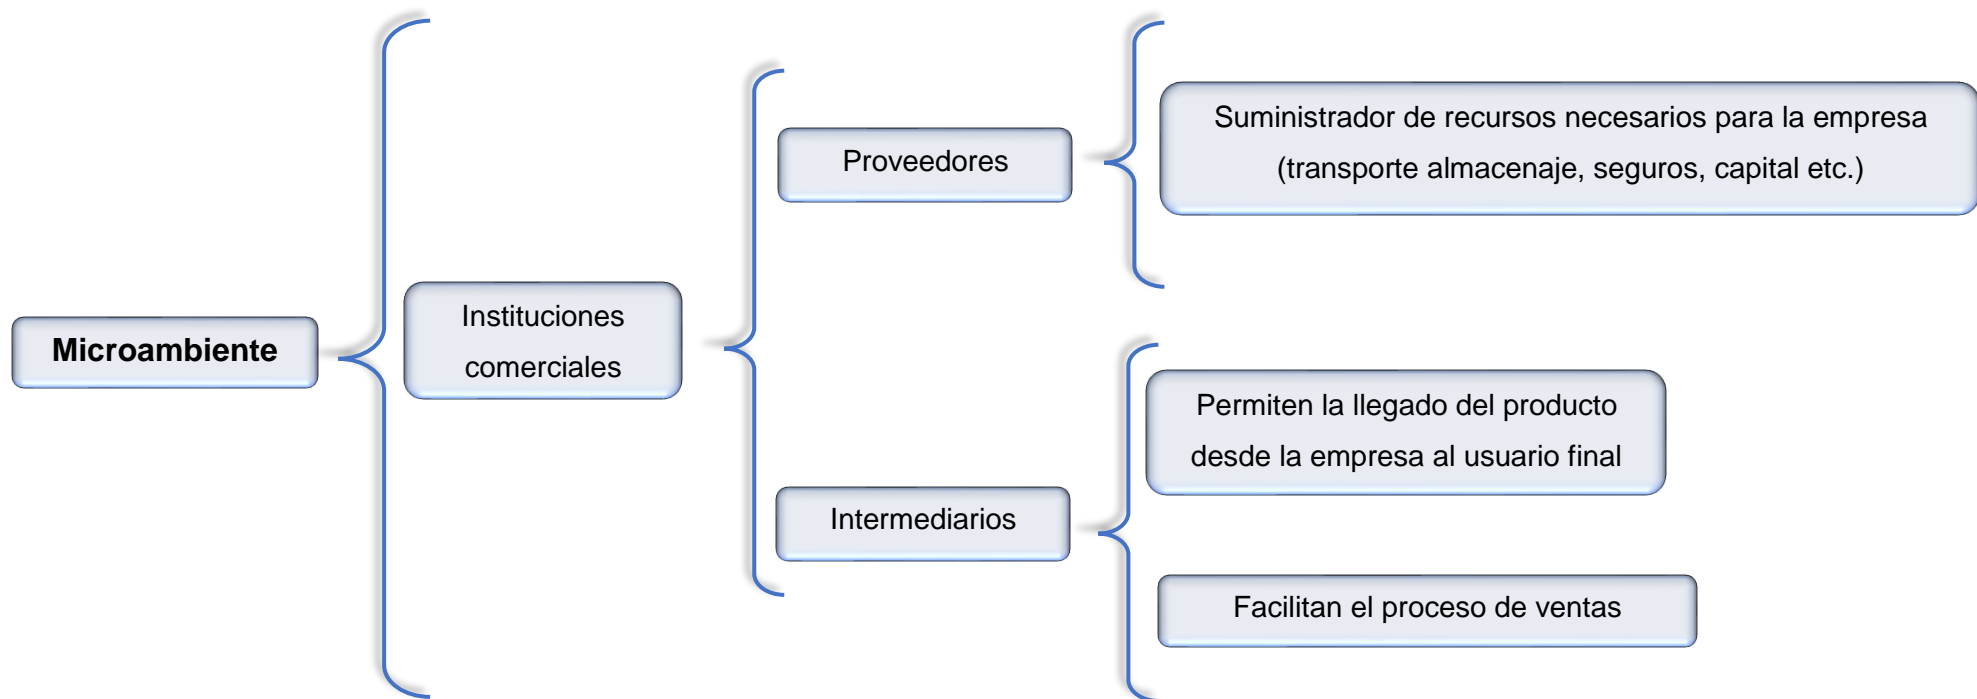 Microambiente
Instituciones
comerciales
Proveedores
Suministrador de recursos necesarios para la empresa
(transporte almacenaje, seguros, capital etc.)
Intermediarios
Permiten la llegado del producto
desde la empresa al usuario final
Facilitan el proceso de ventas